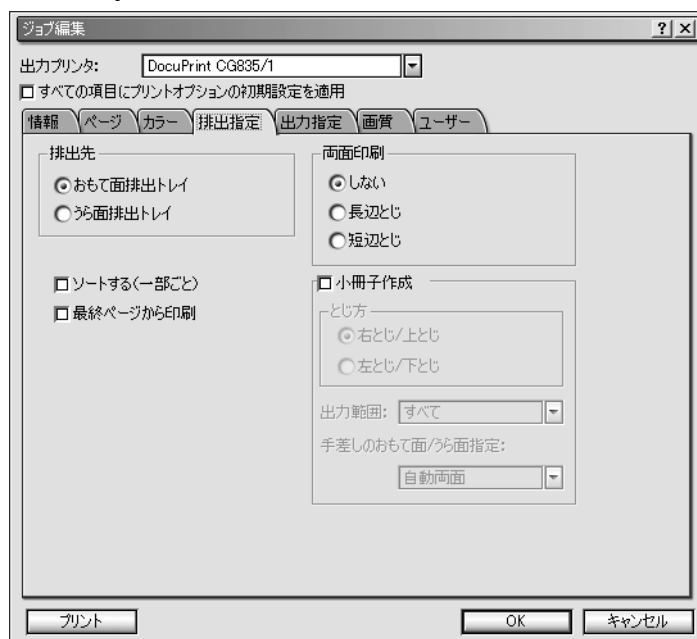 ジョブ編集
出力プリンタ: DocuPrint CG835/1
すべての項目にプリントオプションの初期設定を適用
情報 ページ カラー 排出指定 出力指定 画質 ユーザー
排出先
おもて面排出トレイ
うら面排出トレイ
ソートする(一部ごと)
最終ページから印刷
両面印刷
しない
長辺とじ
短辺とじ
小冊子作成
とじ方
右とじ/上とじ
左とじ/下とじ
出力範囲: すべて
手差しのおもて面/うら面指定:
自動両面
プリント OK キャンセル